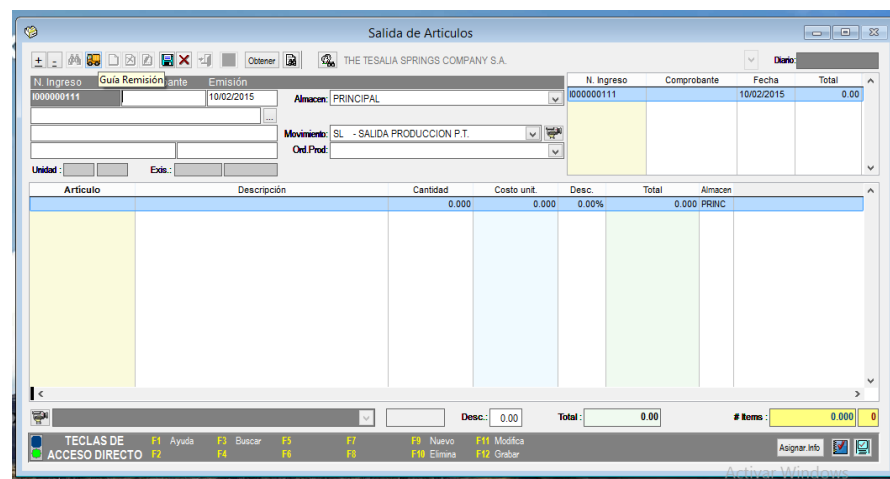 Salida de Articulos
+ - Obtener THE TESALIA SPRINGS COMPANY S.A. Diario:
Guía Remisión
N. Ingreso ante Emisión
I000000111 10/02/2015
Almacen: PRINCIPAL
...
Movimiento: SL - SALIDA PRODUCCION P.T.
Ord.Prod:
Unidad : Exis.:
N. Ingreso Comprobante Fecha Total
I000000111 10/02/2015 0.00
Articulo Descripción Cantidad Costo unit. Desc. Total Almacen
0.000 0.000 0.00% 0.000 PRINC
Desc.: 0.00 Total : 0.00 # Items : 0.000 0
TECLAS DE ACCESO DIRECTO
F1 Ayuda F3 Buscar F5 F7 F9 Nuevo F11 Modifica
F2 F4 F6 F8 F10 Elimina F12 Grabar
Asignar.Info
Activar Windows